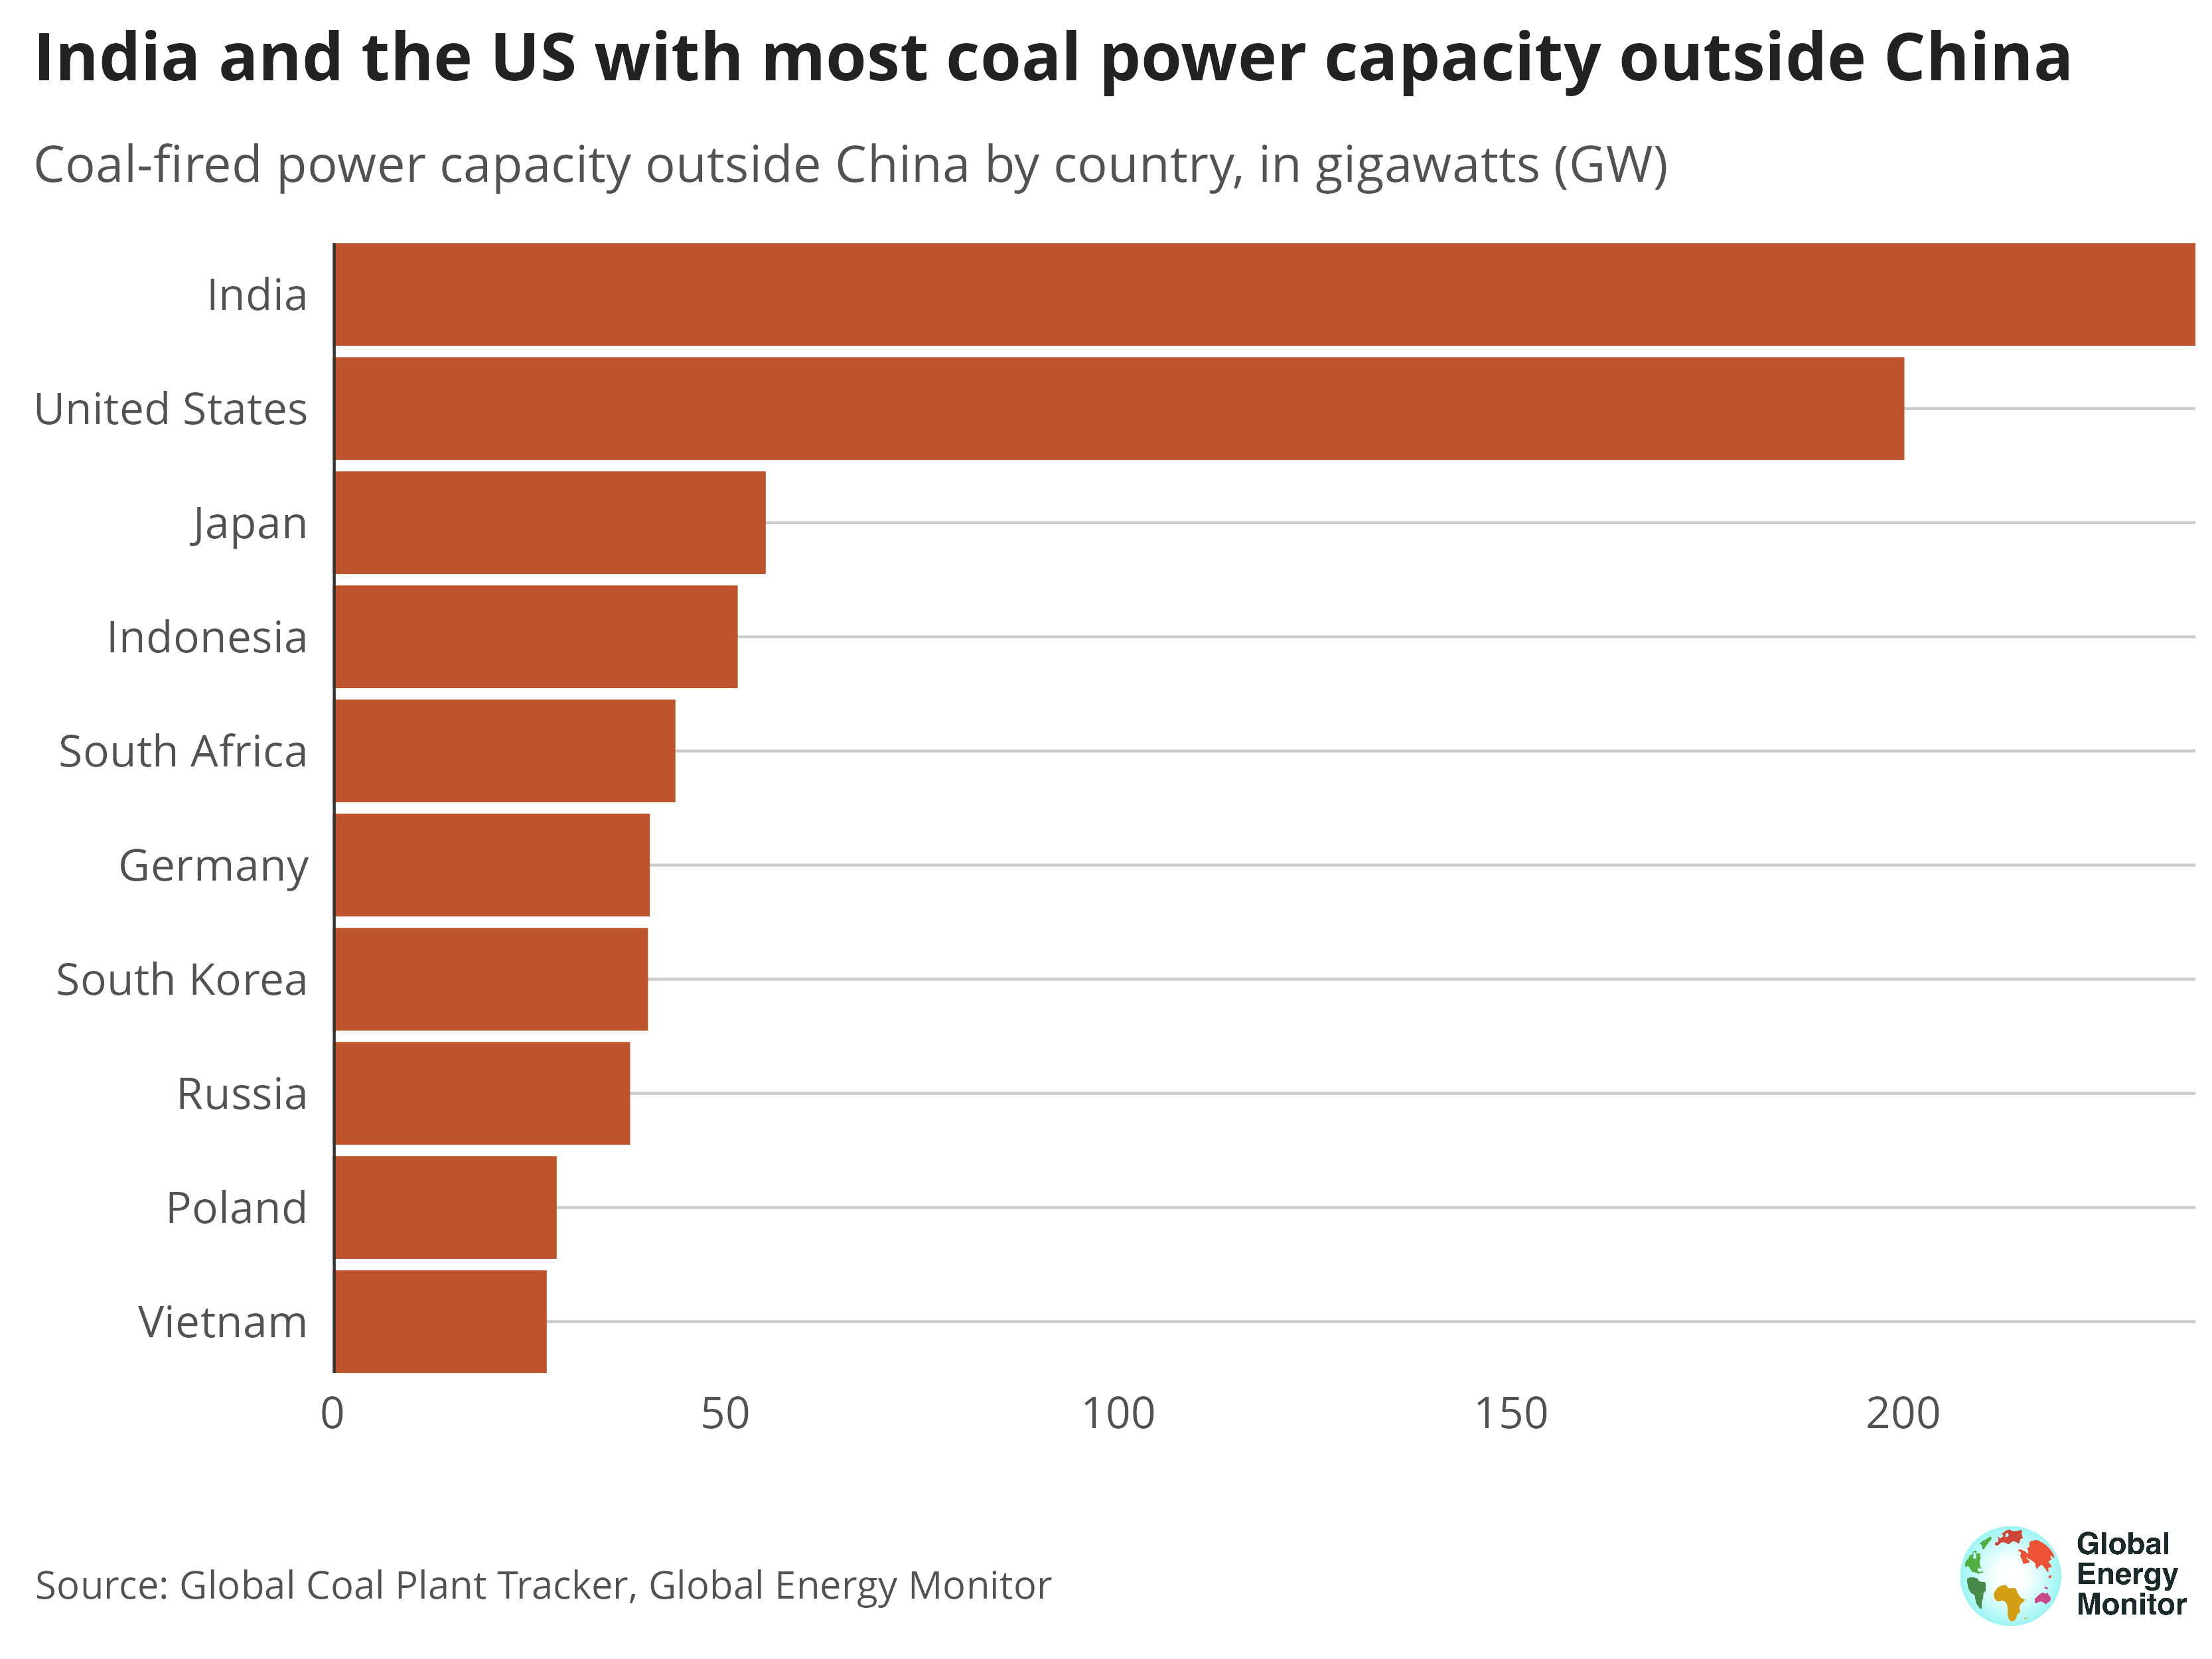 India and the US with most coal power capacity outside China
Coal-fired power capacity outside China by country, in gigawatts (GW)
India
United States
Japan
Indonesia
South Africa
Germany
South Korea
Russia
Poland
Vietnam
0 50 100 150 200
Source: Global Coal Plant Tracker, Global Energy Monitor
Global
Energy
Monitor